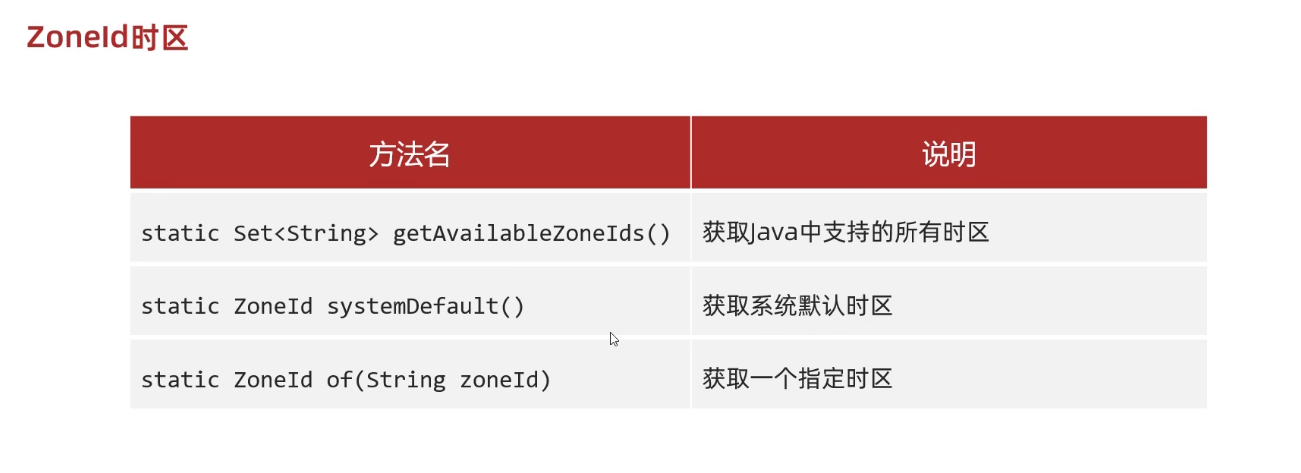 ZoneId时区
方法名 说明
static Set<String> getAvailableZoneIds() 获取Java中支持的所有时区
static ZoneId systemDefault() 获取系统默认时区
static ZoneId of(String zoneId) 获取一个指定时区